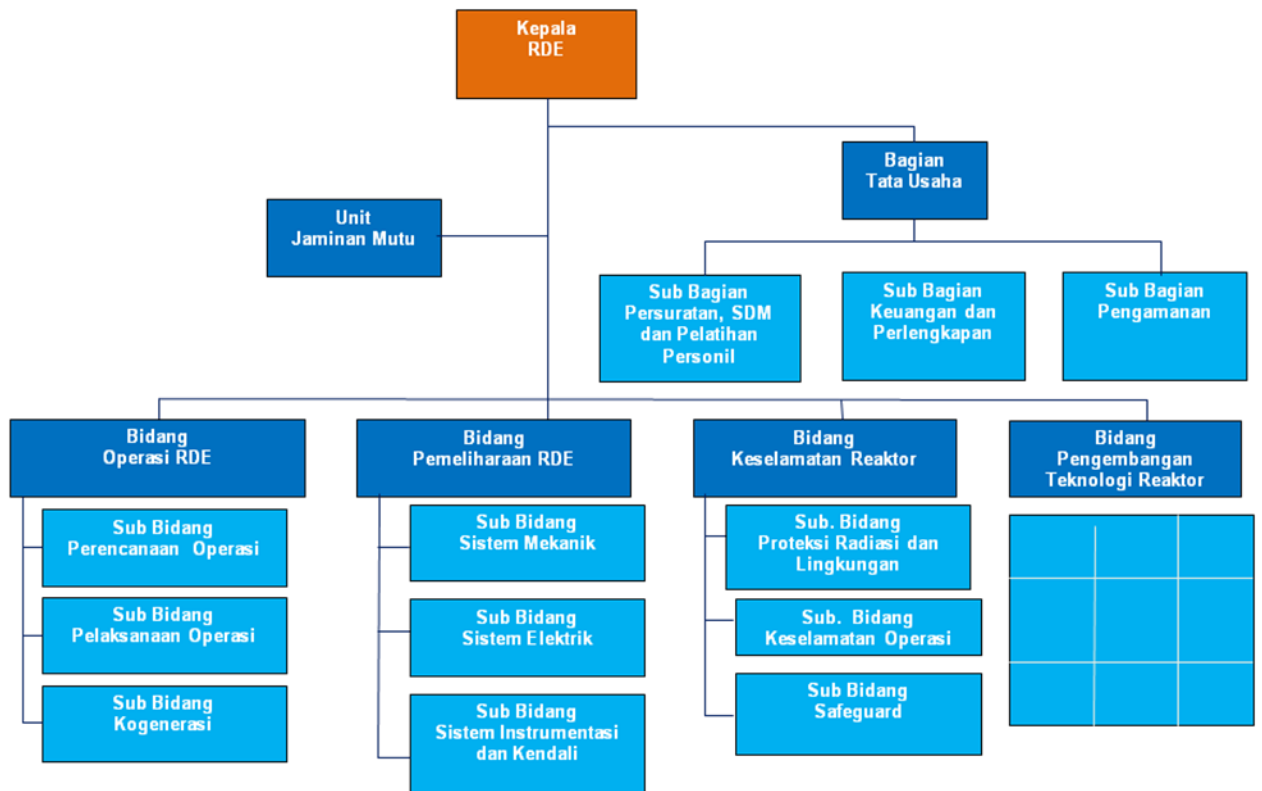 Kepala
RDE
Bagian
Tata Usaha
Unit
Jaminan Mutu
Sub Bagian
Persuratan, SDM
dan Pelatihan
Personil
Sub Bagian
Keuangan dan
Perlengkapan
Sub Bagian
Pengamanan
Bidang
Operasi RDE
Sub Bidang
Perencanaan Operasi
Sub Bidang
Pelaksanaan Operasi
Sub Bidang
Kogenerasi
Bidang
Pemeliharaan RDE
Sub Bidang
Sistem Mekanik
Sub Bidang
Sistem Elektrik
Sub Bidang
Sistem Instrumentasi
dan Kendali
Bidang
Keselamatan Reaktor
Sub. Bidang
Proteksi Radiasi dan
Lingkungan
Sub. Bidang
Keselamatan Operasi
Sub Bidang
Safeguard
Bidang
Pengembangan
Teknologi Reaktor